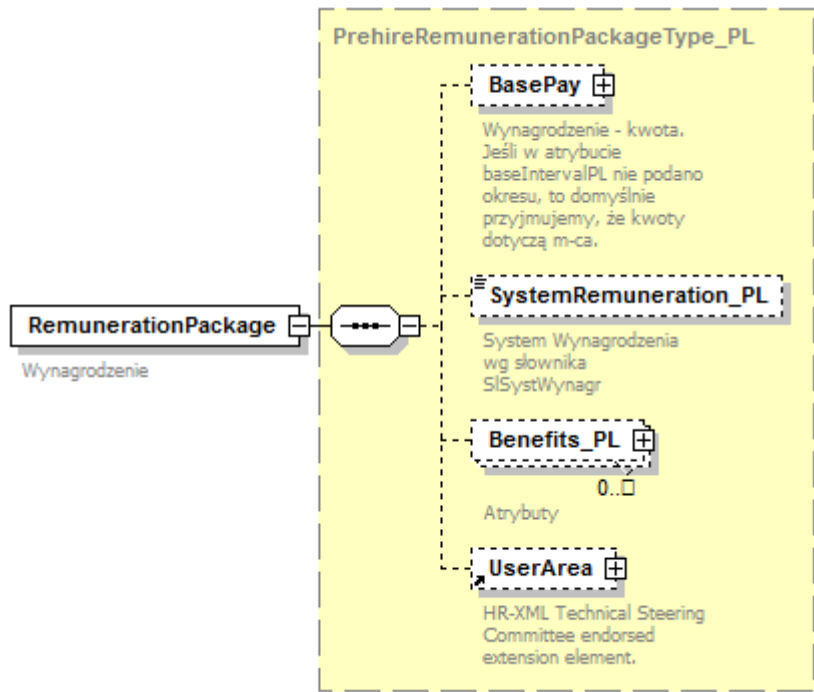 PrehireRemunerationPackageType_PL
BasePay
Wynagrodzenie - kwota.
Jeśli w atrybucie
baseIntervalPL nie podano
okresu, to domyślnie
przyjmujemy, że kwoty
dotyczą m-ca.
SystemRemuneration_PL
RemunerationPackage
Wynagrodzenie
System Wynagrodzenia
wg słownika
SlSystWynagr
Benefits_PL
0..□
Atrybuty
UserArea
HR-XML Technical Steering
Committee endorsed
extension element.